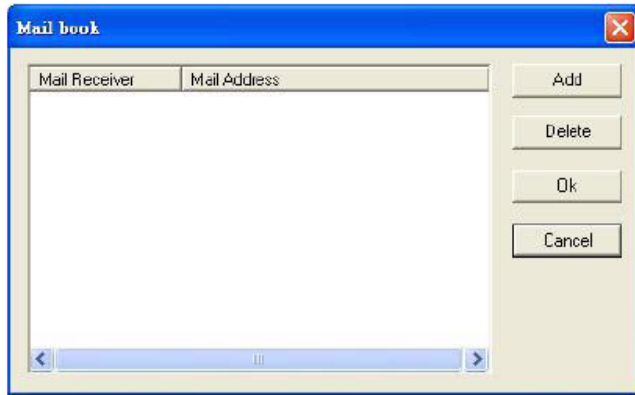 Mail book
Mail Receiver Mail Address
Add
Delete
Ok
Cancel